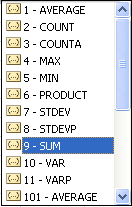 1 - AVERAGE
2 - COUNT
3 - COUNTA
4 - MAX
5 - MIN
6 - PRODUCT
7 - STDEV
8 - STDEVP
9 - SUM
10 - VAR
11 - VARP
101 - AVERAGE